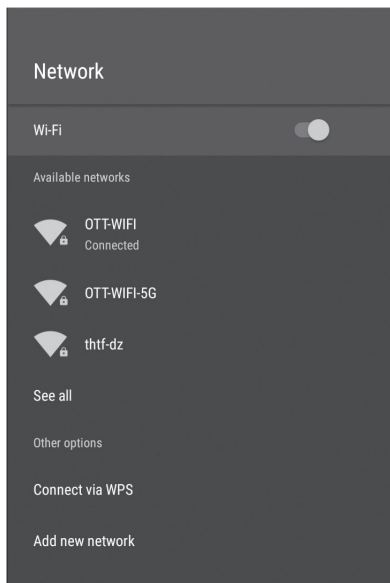 Network
Wi-Fi
Available networks
OTT-WIFI
Connected
OTT-WIFI-5G
thtf-dz
See all
Other options
Connect via WPS
Add new network